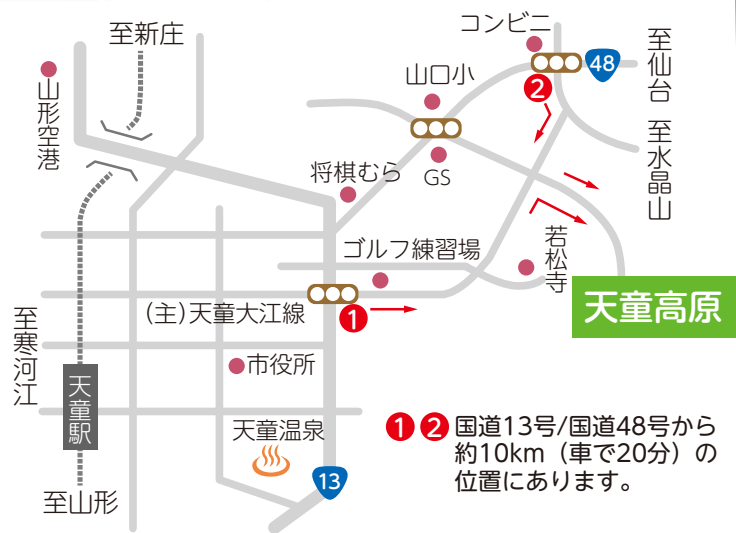 コンビニ
至新庄
48
至仙台
山口小
山形空港
2
至水晶山
将棋むら
GS
ゴルフ練習場
若松寺
天童高原
(主)天童大江線
1
至寒河江
市役所
天童駅
天童温泉
12国道13号/国道48号から
約10km(車で20分)の
位置にあります。
13
至山形